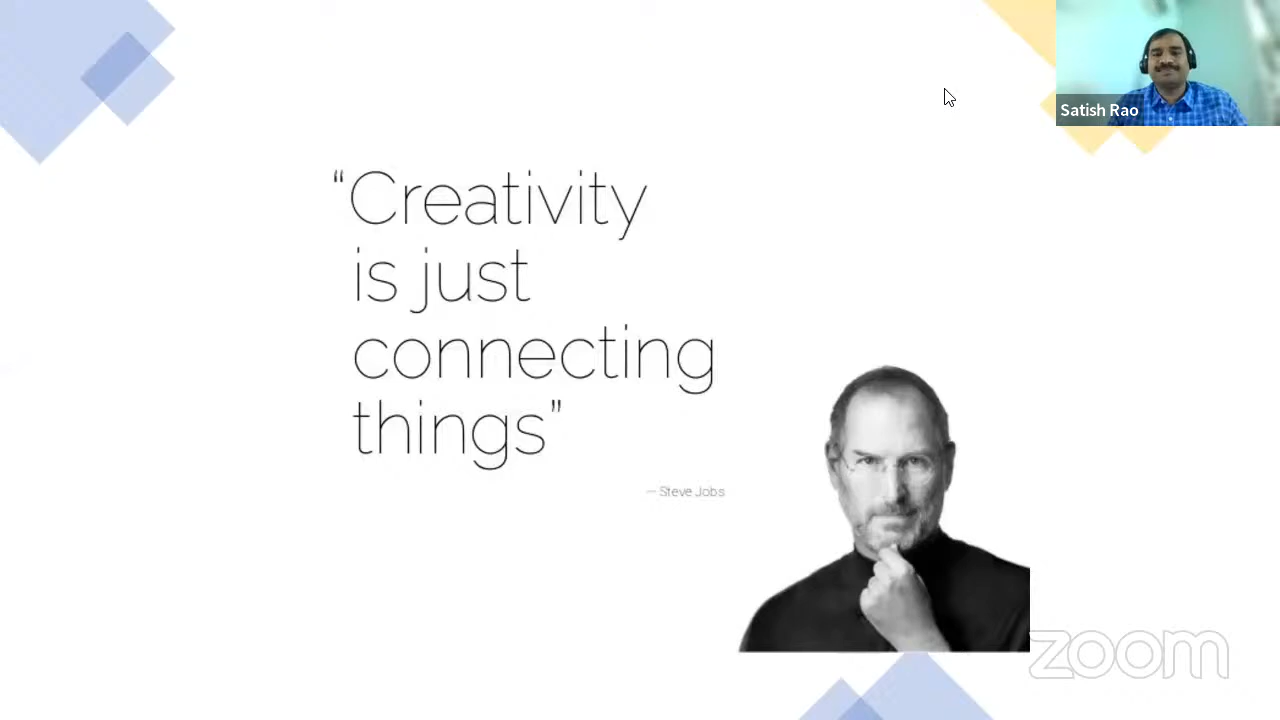 “Creativity
is just
connecting
things”
— Steve Jobs
Satish Rao
zoom